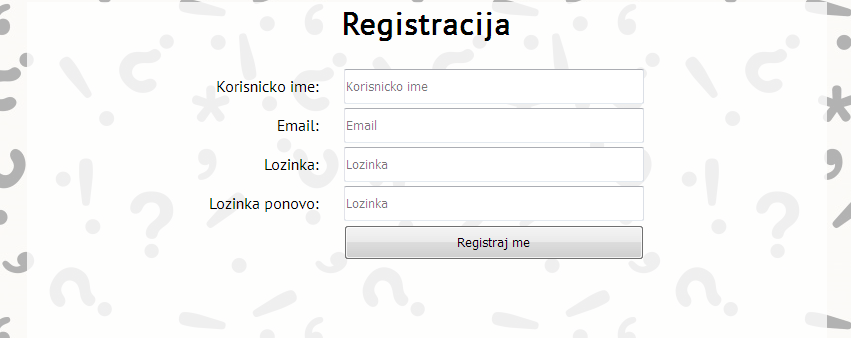 Registracija
Korisnicko ime: Korisnicko ime
Email: Email
Lozinka: Lozinka
Lozinka ponovo: Lozinka
Registraj me